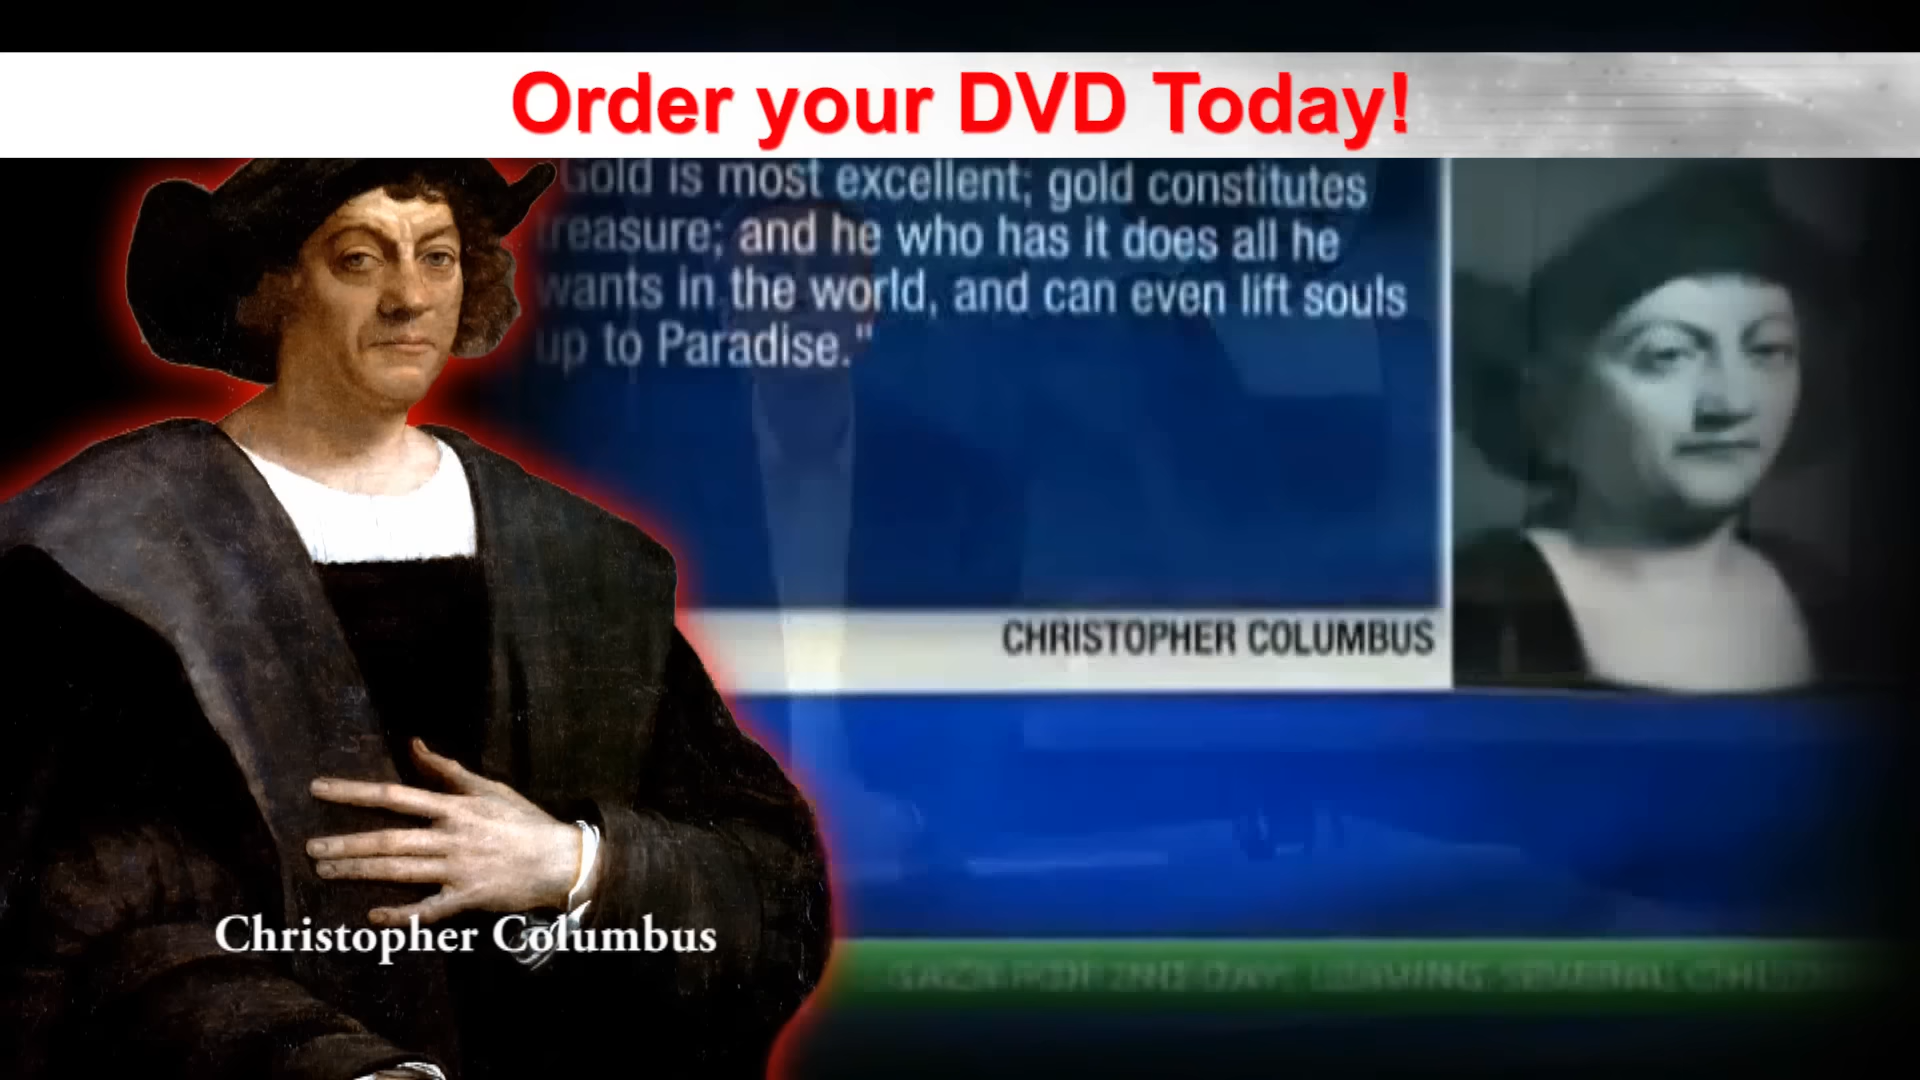 Order your DVD Today!
Gold is most excellent; gold constitutes
treasure; and he who has it does all he
wants in the world, and can even lift souls
up to Paradise."
CHRISTOPHER COLUMBUS
Christopher Columbus